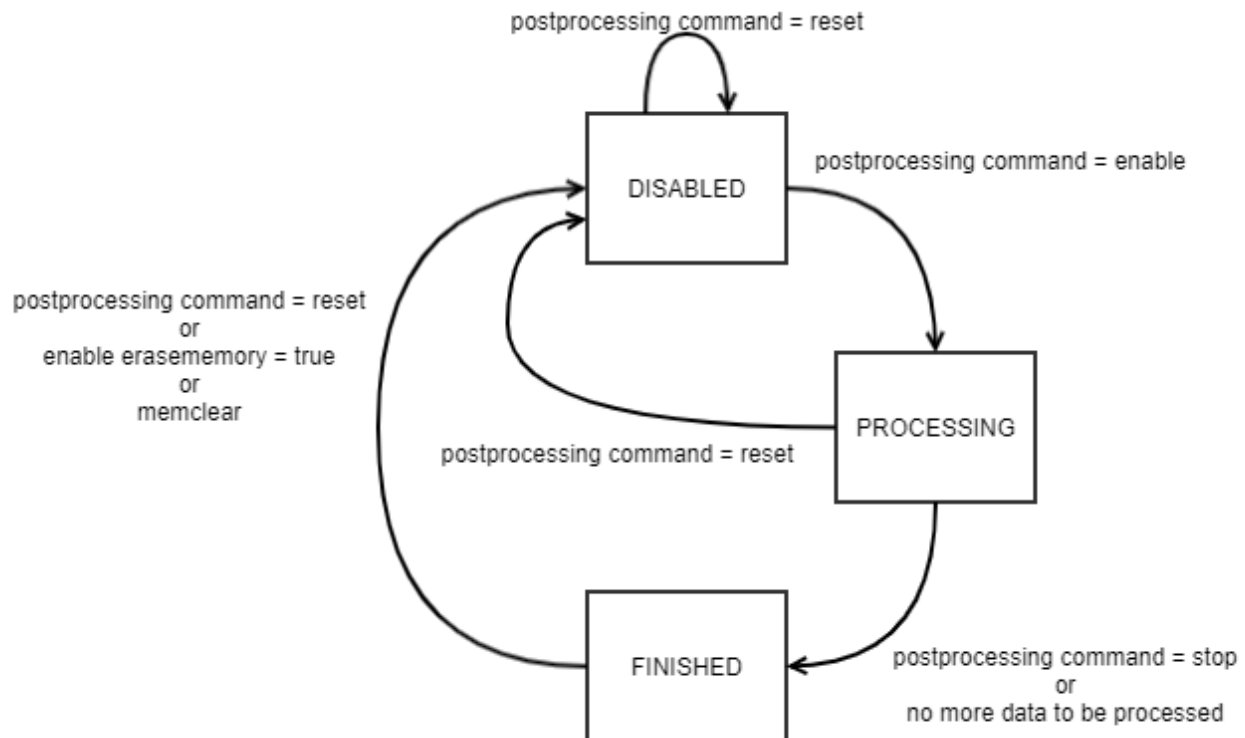 postprocessing command = reset
postprocessing command = enable
DISABLED
postprocessing command = reset
or
enable erasememory = true
or
memclear
PROCESSING
postprocessing command = reset
FINISHED
postprocessing command = stop
or
no more data to be processed